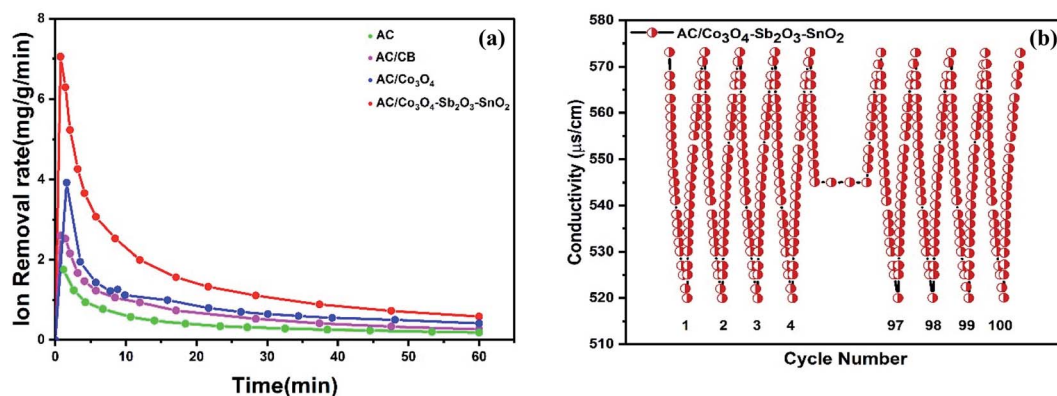 (a)
AC
AC/CB
AC/Co₃O₄
AC/Co₃O₄-Sb₂O₃-SnO₂
Ion Removal rate(mg/g/min)
8
6
4
2
0
0 10 20 30 40 50 60
Time(min)
(b)
AC/Co₃O₄-Sb₂O₃-SnO₂
Conductivity (µs/cm)
580
570
560
550
540
530
520
510
1 2 3 4 97 98 99 100
Cycle Number